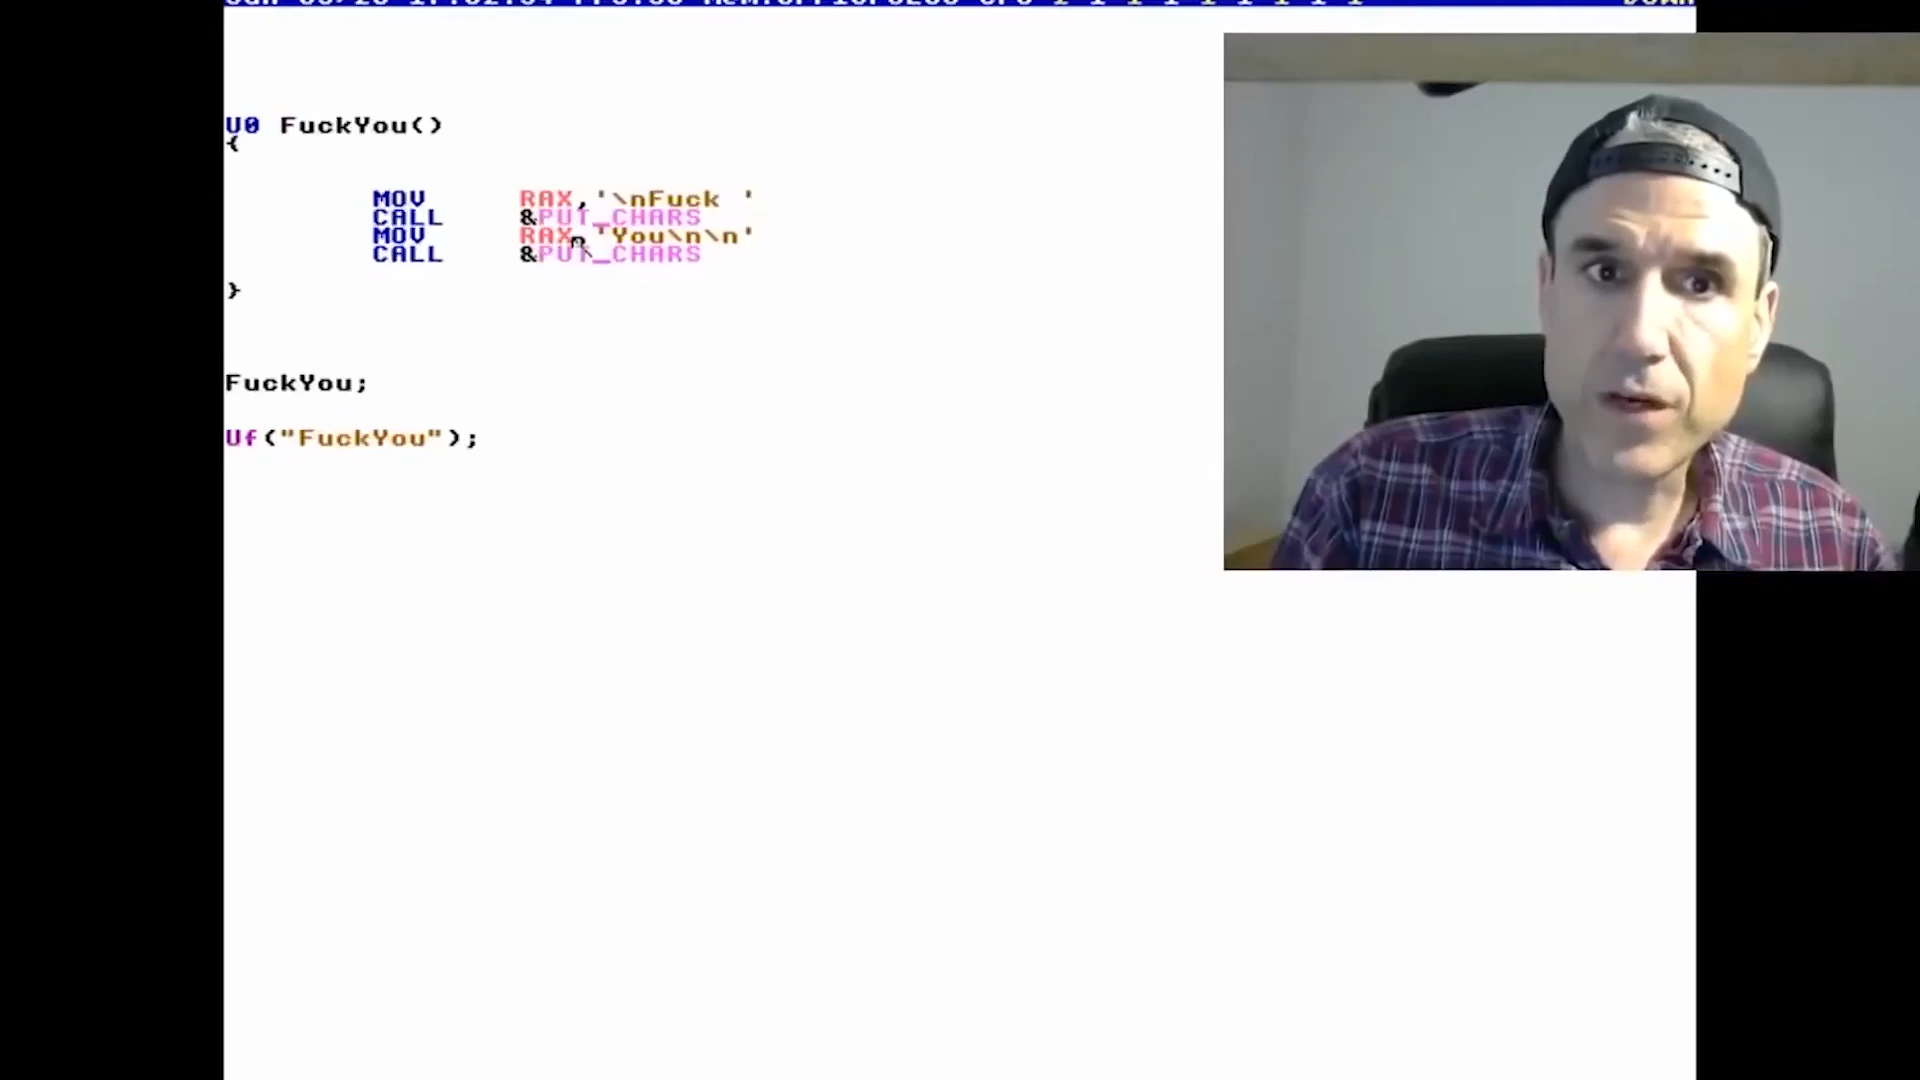 U0 FuckYou()
{
MOV RAX,'\nFuck '
CALL &PUT_CHARS
MOV RAX,'You\n\n'
CALL &PUT_CHARS
}
FuckYou;
Uf("FuckYou");